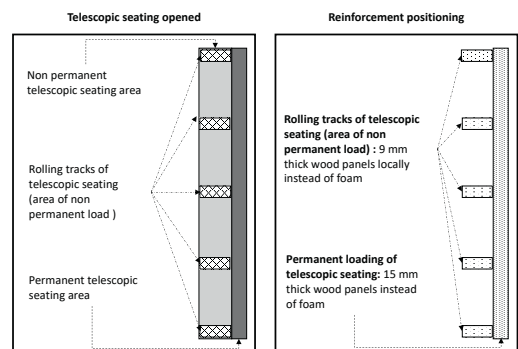 Telescopic seating opened
Reinforcement positioning
Non permanent
telescopic seating area
Rolling tracks of
telescopic seating
(area of non
permanent load )
Permanent telescopic
seating area
Rolling tracks of telescopic
seating (area of non
permanent load) : 9 mm
thick wood panels locally
instead of foam
Permanent loading of
telescopic seating: 15 mm
thick wood panels instead
of foam